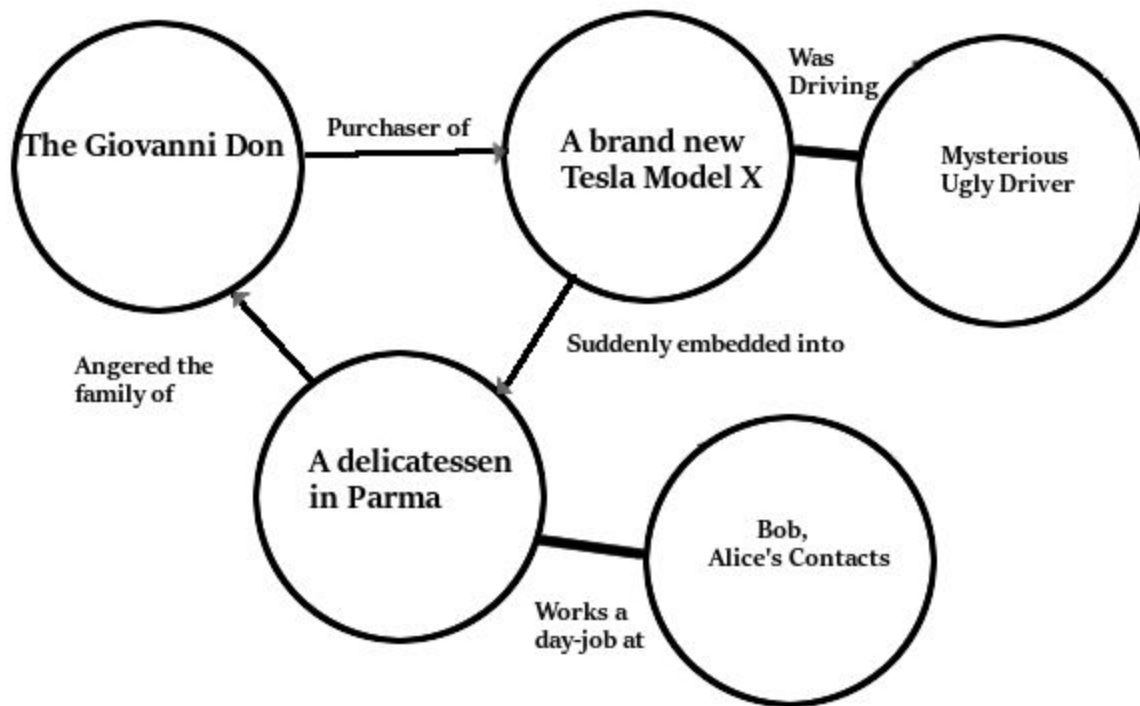 Was
Driving
The Giovanni Don
Purchaser of
A brand new
Tesla Model X
Mysterious
Ugly Driver
Suddenly embedded into
Angered the
family of
A delicatessen
in Parma
Bob,
Alice's Contacts
Works a
day-job at